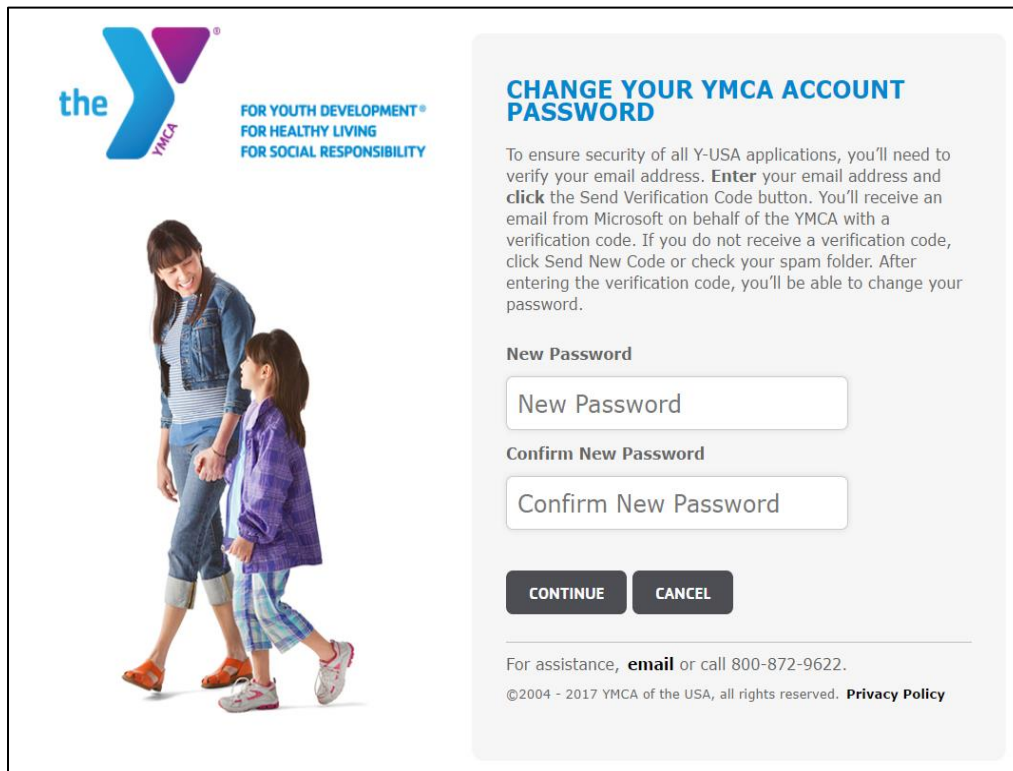 the
YMCA
®
FOR YOUTH DEVELOPMENT®
FOR HEALTHY LIVING
FOR SOCIAL RESPONSIBILITY
CHANGE YOUR YMCA ACCOUNT
PASSWORD
To ensure security of all Y-USA applications, you'll need to
verify your email address. Enter your email address and
click the Send Verification Code button. You'll receive an
email from Microsoft on behalf of the YMCA with a
verification code. If you do not receive a verification code,
click Send New Code or check your spam folder. After
entering the verification code, you'll be able to change your
password.
New Password
New Password
Confirm New Password
Confirm New Password
CONTINUE CANCEL
For assistance, email or call 800-872-9622.
©2004 - 2017 YMCA of the USA, all rights reserved. Privacy Policy